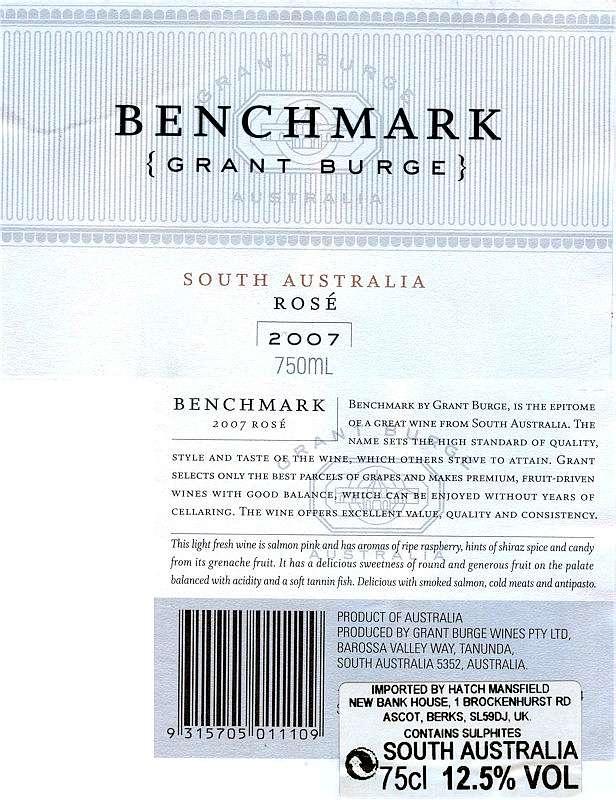 GRANT BURGE
BENCHMARK
{GRANT BURGE}
AUSTRALIA
SOUTH AUSTRALIA
ROSÉ
2007
750mL
BENCHMARK
2007 ROSÉ
BENCHMARK BY GRANT BURGE, IS THE EPITOME
OF A GREAT WINE FROM SOUTH AUSTRALIA. THE
NAME SETS THE HIGH STANDARD OF QUALITY,
STYLE AND TASTE OF THE WINE, WHICH OTHERS STRIVE TO ATTAIN. GRANT
SELECTS ONLY THE BEST PARCELS OF GRAPES AND MAKES PREMIUM, FRUIT-DRIVEN
WINES WITH GOOD BALANCE, WHICH CAN BE ENJOYED WITHOUT YEARS OF
CELLARING. THE WINE OFFERS EXCELLENT VALUE, QUALITY AND CONSISTENCY.
GRANT BURGE
AUSTRALIA
This light fresh wine is salmon pink and has aromas of ripe raspberry, hints of shiraz spice and candy
from its grenache fruit. It has a delicious sweetness of round and generous fruit on the palate
balanced with acidity and a soft tannin fish. Delicious with smoked salmon, cold meats and antipasto.
PRODUCT OF AUSTRALIA
PRODUCED BY GRANT BURGE WINES PTY LTD,
BAROSSA VALLEY WAY, TANUNDA,
SOUTH AUSTRALIA 5352, AUSTRALIA.
9 315705 011109
IMPORTED BY HATCH MANSFIELD
NEW BANK HOUSE, 1 BROCKENHURST RD
ASCOT, BERKS, SL59DJ, UK.
CONTAINS SULPHITES
SOUTH AUSTRALIA
75cl 12.5% VOL